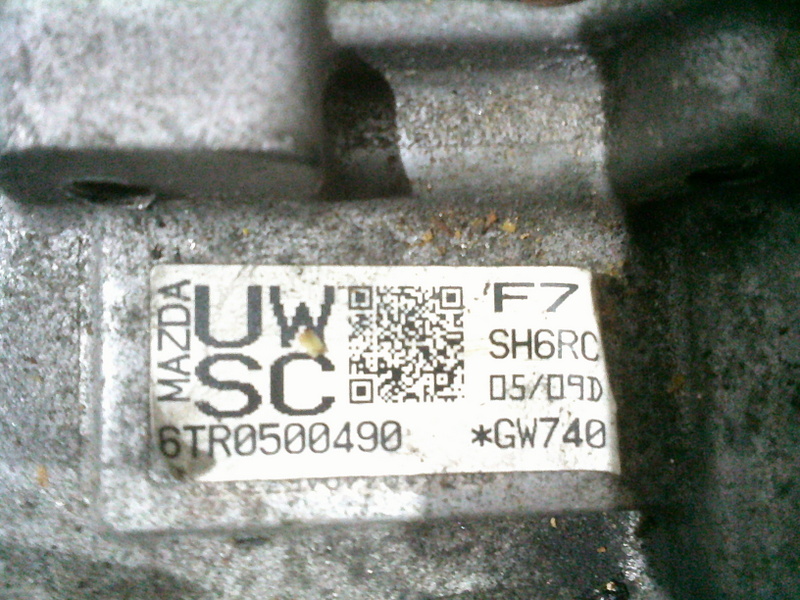 MAZDA
UW
SC
'F7
SH6RC
05/09D
6TR0500490
*GW740